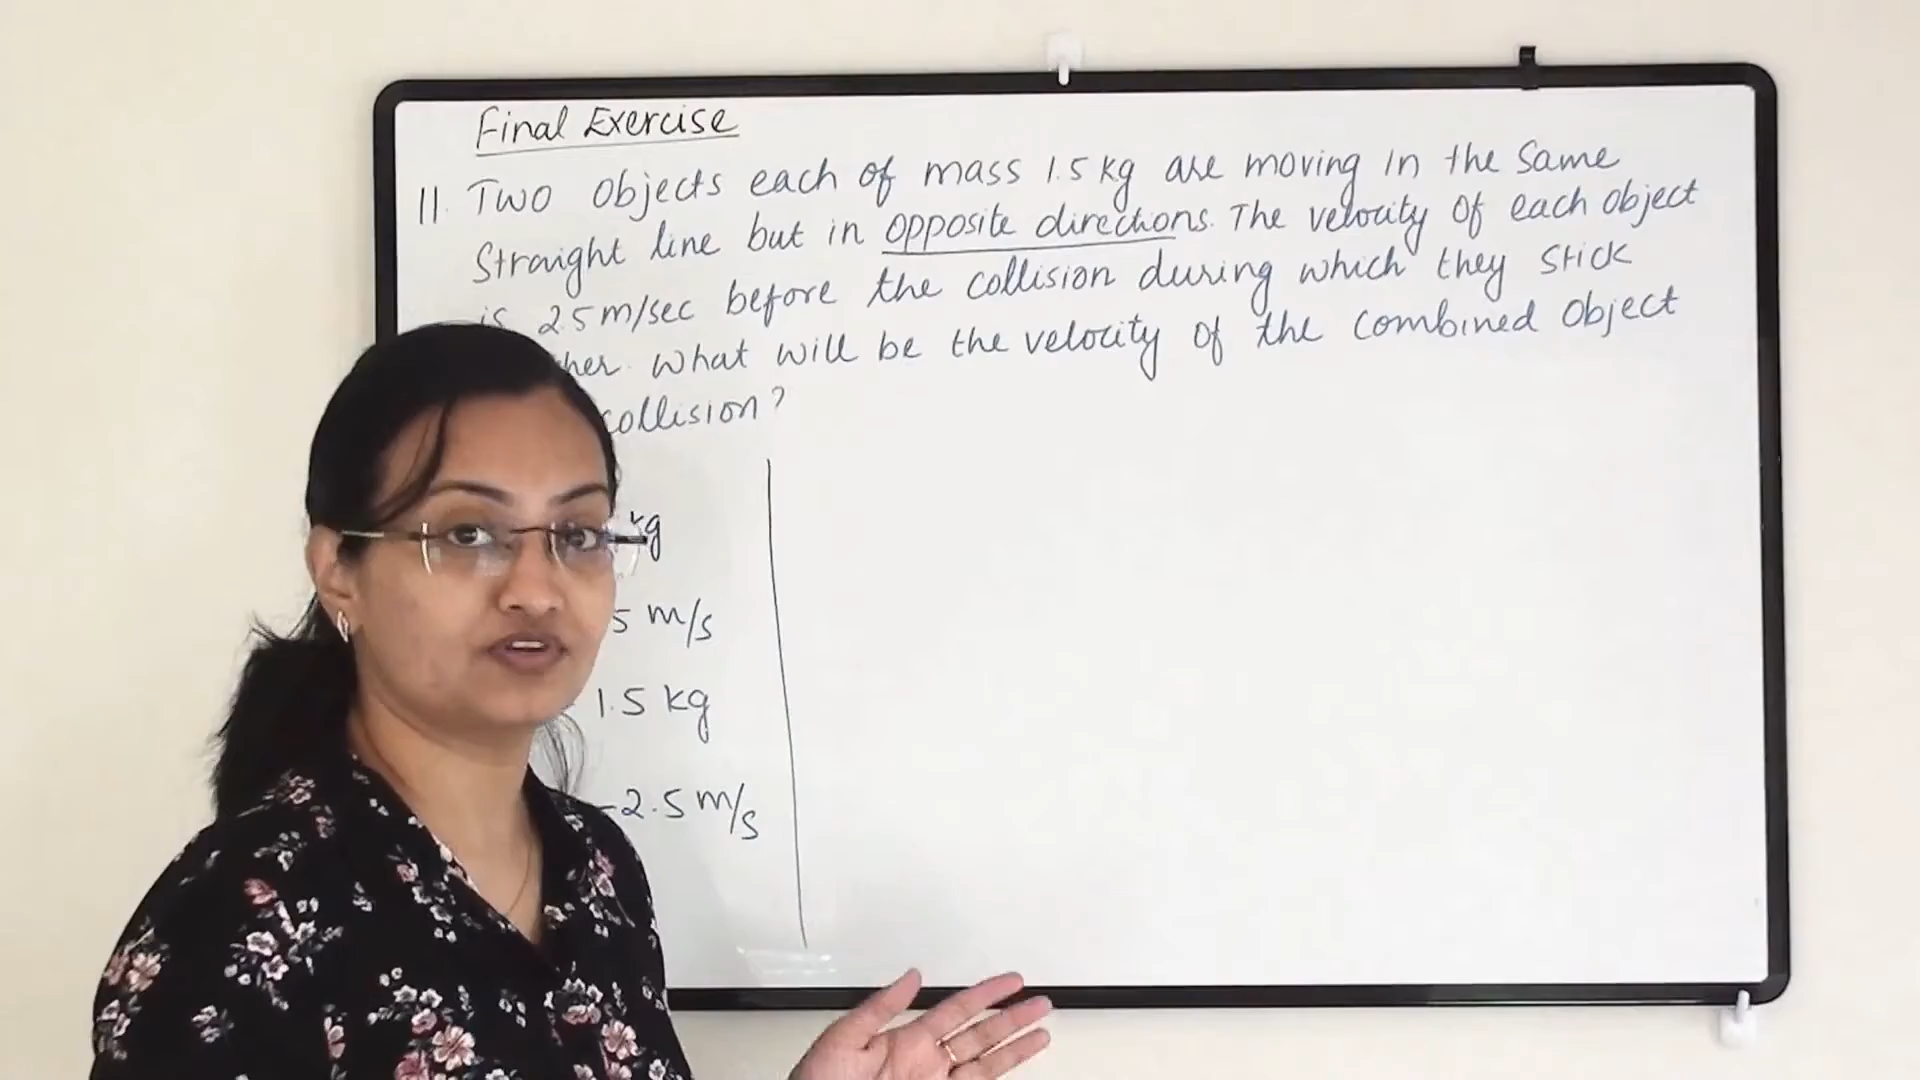 Final Exercise
11. Two objects each of mass 1.5 kg are moving in the same
straight line but in opposite directions. The velocity of each object
is 2.5 m/sec before the collision during which they stick
What will be the velocity of the combined object
collision?
kg
5 m/s
1.5 kg
-2.5 m/s